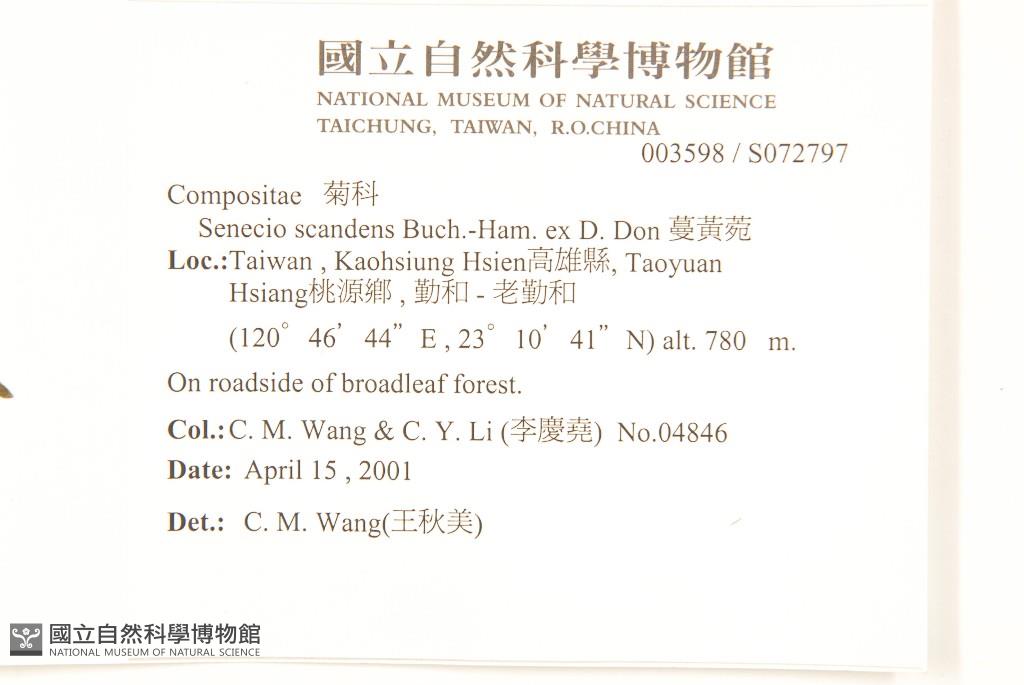 國立自然科學博物館
NATIONAL MUSEUM OF NATURAL SCIENCE
TAICHUNG, TAIWAN, R.O.CHINA
003598 / S072797
Compositae 菊科
Senecio scandens Buch.-Ham. ex D. Don 蔓黃菀
Loc.:Taiwan , Kaohsiung Hsien高雄縣, Taoyuan
Hsiang桃源鄉 , 勤和 - 老勤和
(120° 46’ 44” E , 23° 10’ 41” N) alt. 780 m.
On roadside of broadleaf forest.
Col.: C. M. Wang & C. Y. Li (李慶堯) No.04846
Date: April 15 , 2001
Det.: C. M. Wang(王秋美)
國立自然科學博物館
NATIONAL MUSEUM OF NATURAL SCIENCE